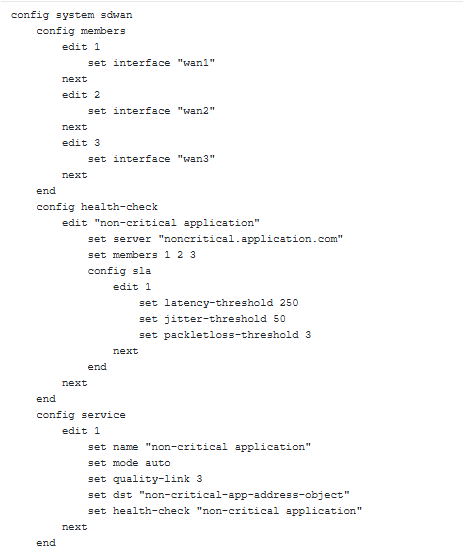 config system sdwan
config members
edit 1
set interface "wan1"
next
edit 2
set interface "wan2"
next
edit 3
set interface "wan3"
next
end
config health-check
edit "non-critical application"
set server "noncritical.application.com"
set members 1 2 3
config sla
edit 1
set latency-threshold 250
set jitter-threshold 50
set packletloss-threshold 3
next
end
next
end
config service
edit 1
set name "non-critical application"
set mode auto
set quality-link 3
set dst "non-critical-app-address-object"
set health-check "non-critical application"
next
end